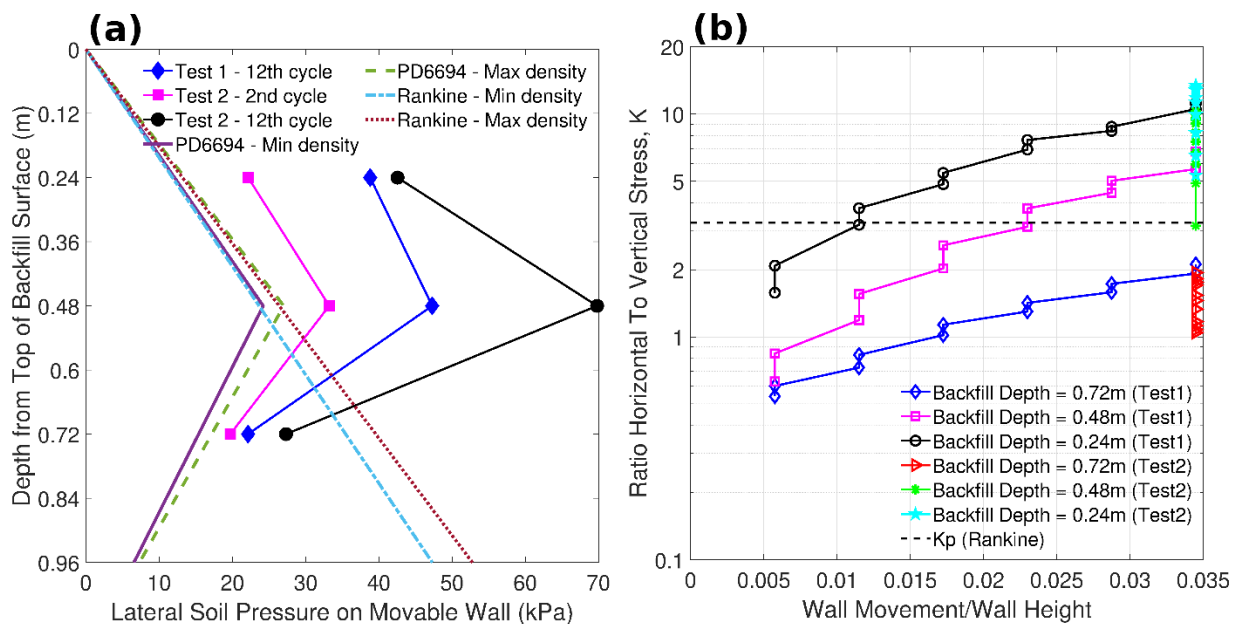 (a)
0
0.12
0.24
0.36
0.48
0.6
0.72
0.84
0.96
Depth from Top of Backfill Surface (m)
Test 1 - 12th cycle
Test 2 - 2nd cycle
Test 2 - 12th cycle
PD6694 - Min density
PD6694 - Max density
Rankine - Min density
Rankine - Max density
0 10 20 30 40 50 60 70
Lateral Soil Pressure on Movable Wall (kPa)
(b)
20
10
5
2
1
0.1
Ratio Horizontal To Vertical Stress, K
Backfill Depth = 0.72m (Test1)
Backfill Depth = 0.48m (Test1)
Backfill Depth = 0.24m (Test1)
Backfill Depth = 0.72m (Test2)
Backfill Depth = 0.48m (Test2)
Backfill Depth = 0.24m (Test2)
Kp (Rankine)
0 0.005 0.01 0.015 0.02 0.025 0.03 0.035
Wall Movement/Wall Height